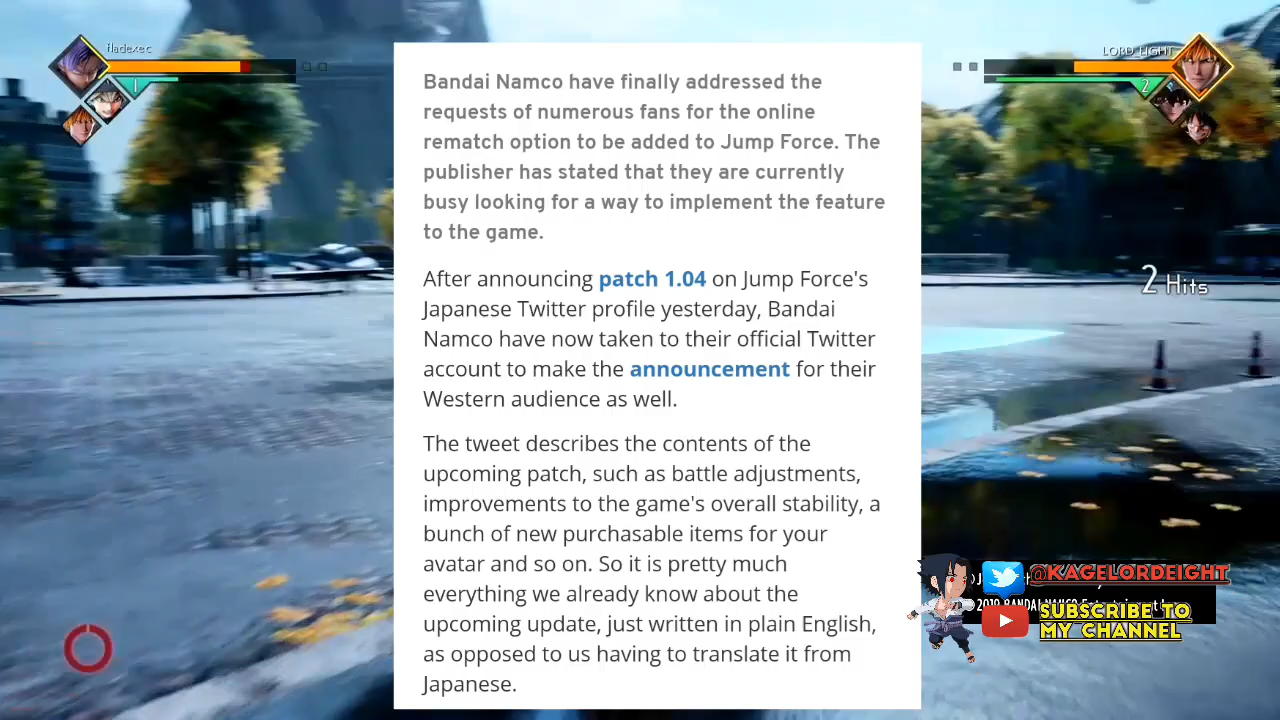 fladexec
LORD_EIGHT
1
2
Bandai Namco have finally addressed the
requests of numerous fans for the online
rematch option to be added to Jump Force. The
publisher has stated that they are currently
busy looking for a way to implement the feature
to the game.
After announcing patch 1.04 on Jump Force's
Japanese Twitter profile yesterday, Bandai
Namco have now taken to their official Twitter
account to make the announcement for their
Western audience as well.
The tweet describes the contents of the
upcoming patch, such as battle adjustments,
improvements to the game's overall stability, a
bunch of new purchasable items for your
avatar and so on. So it is pretty much
everything we already know about the
upcoming update, just written in plain English,
as opposed to us having to translate it from
Japanese.
2 Hits
@KAGELORDEIGHT
SUBSCRIBE TO
MY CHANNEL